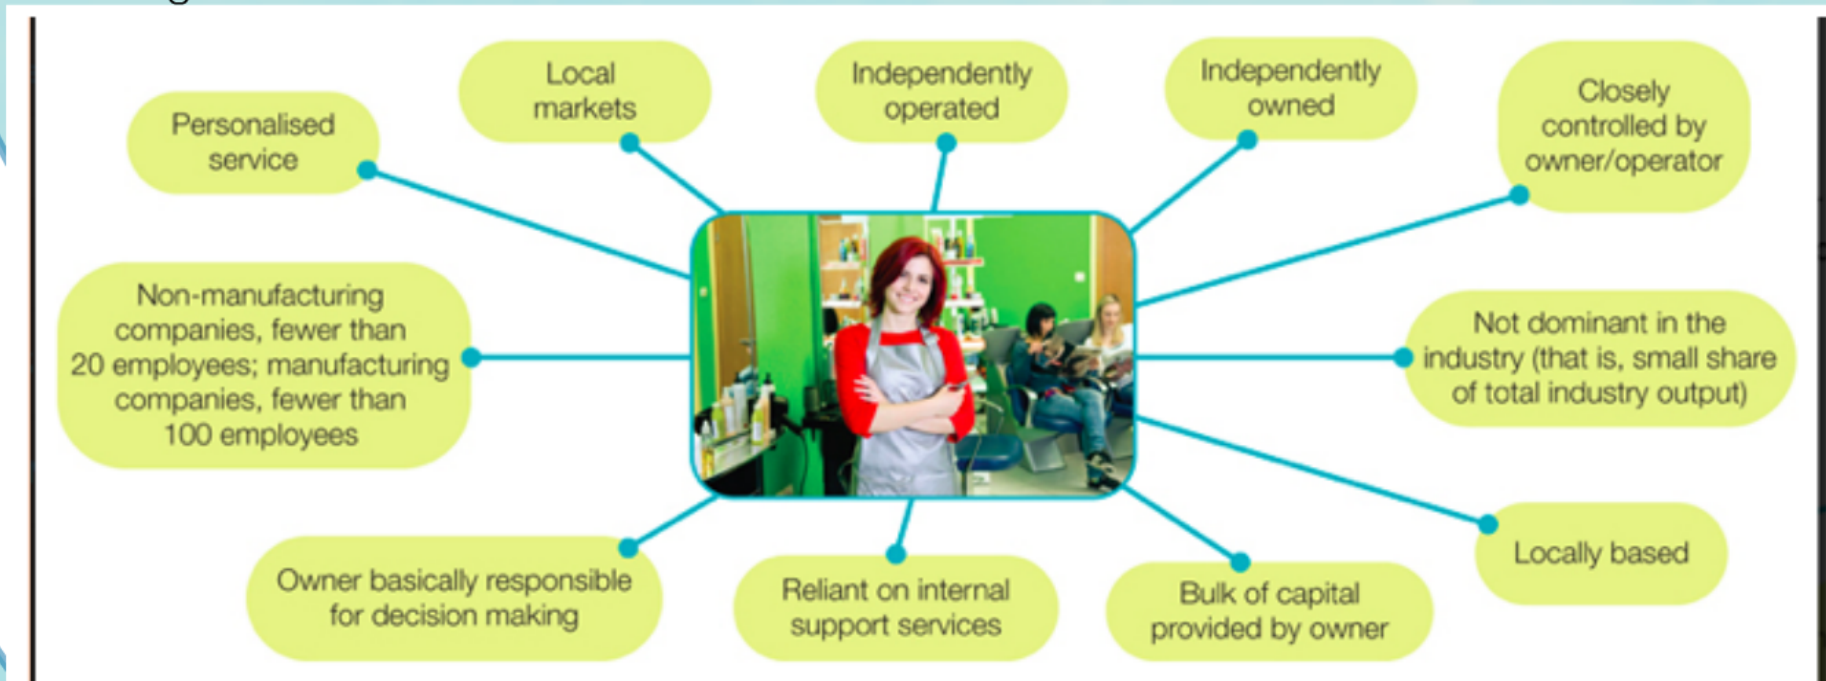 Personalised
service
Local
markets
Independently
operated
Independently
owned
Closely
controlled by
owner/operator
Non-manufacturing
companies, fewer than
20 employees; manufacturing
companies, fewer than
100 employees
Not dominant in the
industry (that is, small share
of total industry output)
Owner basically responsible
for decision making
Reliant on internal
support services
Bulk of capital
provided by owner
Locally based